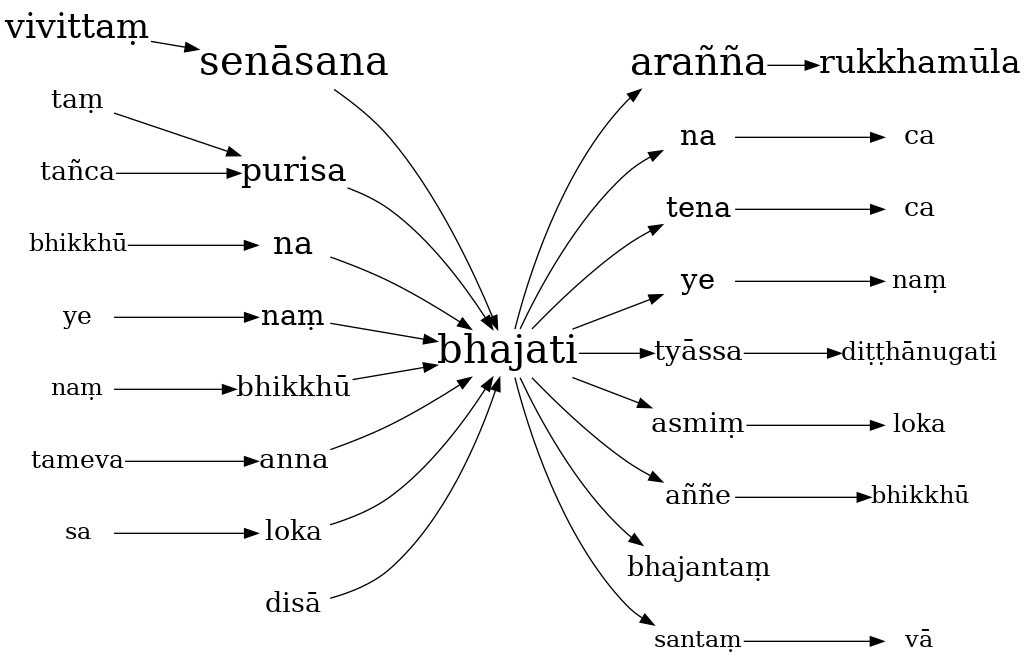 vivittaṃ
senāsana
taṃ
tañca
purisa
bhikkhū
na
ye
naṃ
naṃ
bhikkhū
tameva
anna
sa
loka
disā
bhajati
arañña
rukkhamūla
na
ca
tena
ca
ye
naṃ
tyāssa
diṭṭhānugati
asmiṃ
loka
aññe
bhikkhū
bhajantaṃ
santaṃ
vā